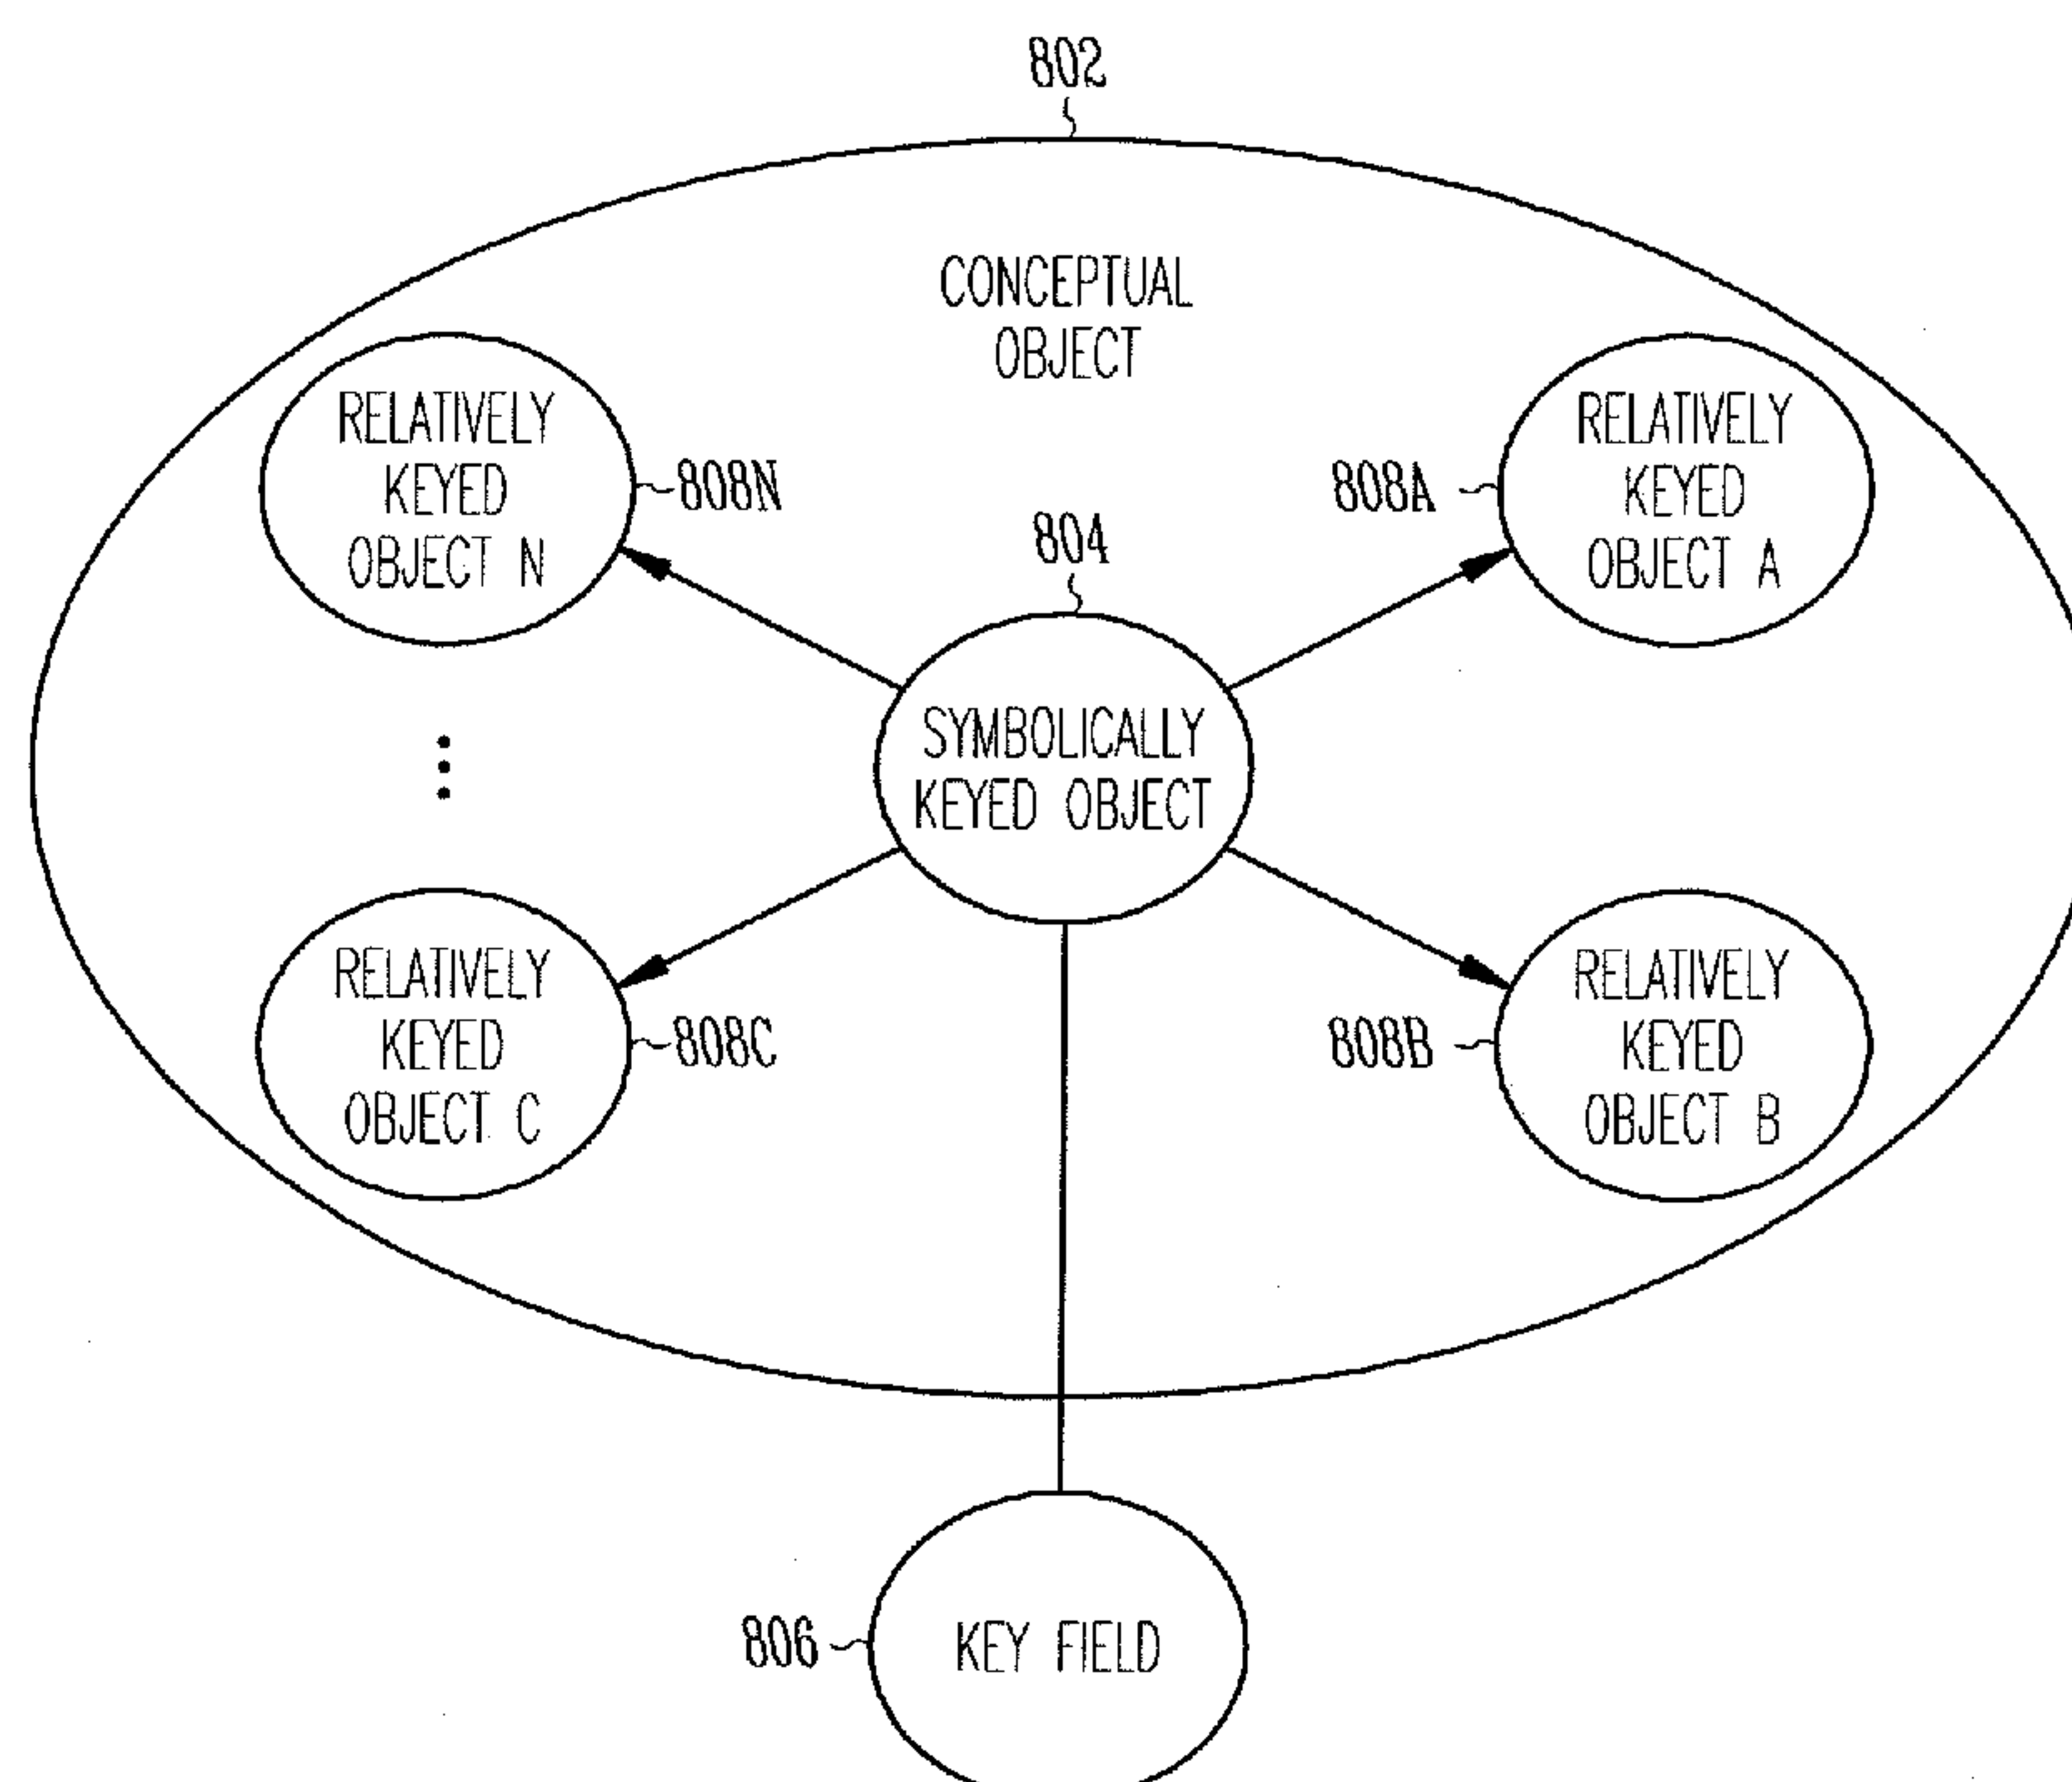 802
CONCEPTUAL
OBJECT
RELATIVELY
KEYED
OBJECT N
808N
808A
RELATIVELY
KEYED
OBJECT A
804
SYMBOLICALLY
KEYED OBJECT
RELATIVELY
KEYED
OBJECT C
808C
808B
RELATIVELY
KEYED
OBJECT B
806
KEY FIELD